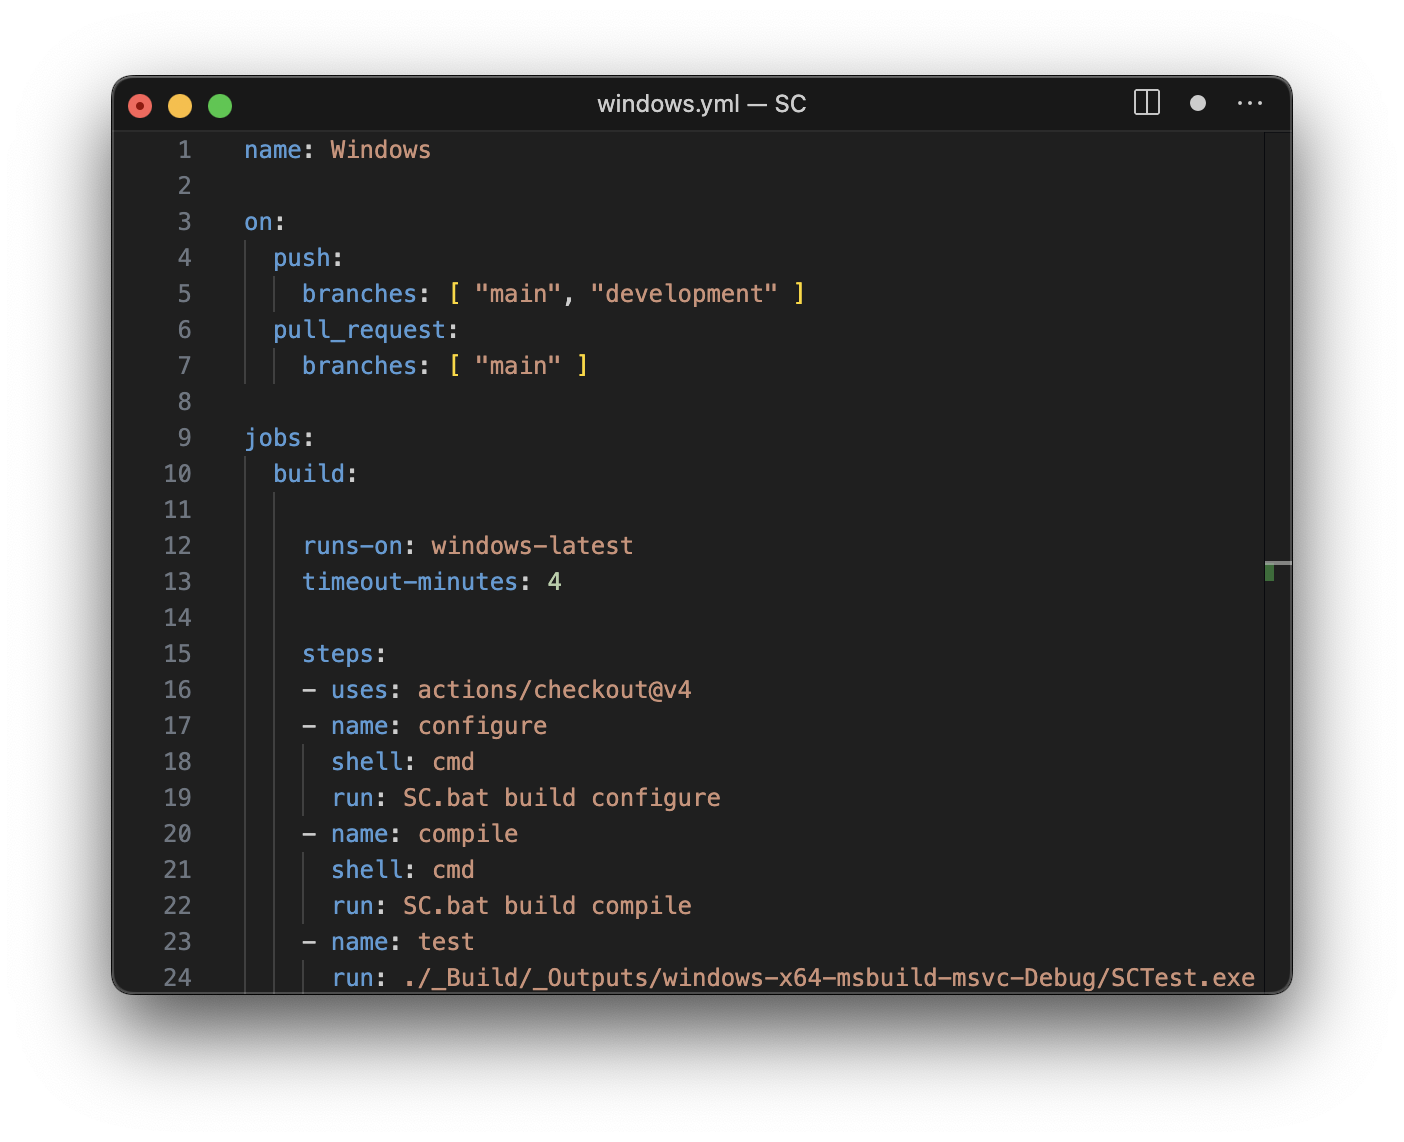 windows.yml — SC
1 name: Windows
2
3 on:
4   push:
5     branches: [ "main", "development" ]
6   pull_request:
7     branches: [ "main" ]
8
9 jobs:
10   build:
11
12     runs-on: windows-latest
13     timeout-minutes: 4
14
15     steps:
16     - uses: actions/checkout@v4
17     - name: configure
18       shell: cmd
19       run: SC.bat build configure
20     - name: compile
21       shell: cmd
22       run: SC.bat build compile
23     - name: test
24       run: ./_Build/_Outputs/windows-x64-msbuild-msvc-Debug/SCTest.exe